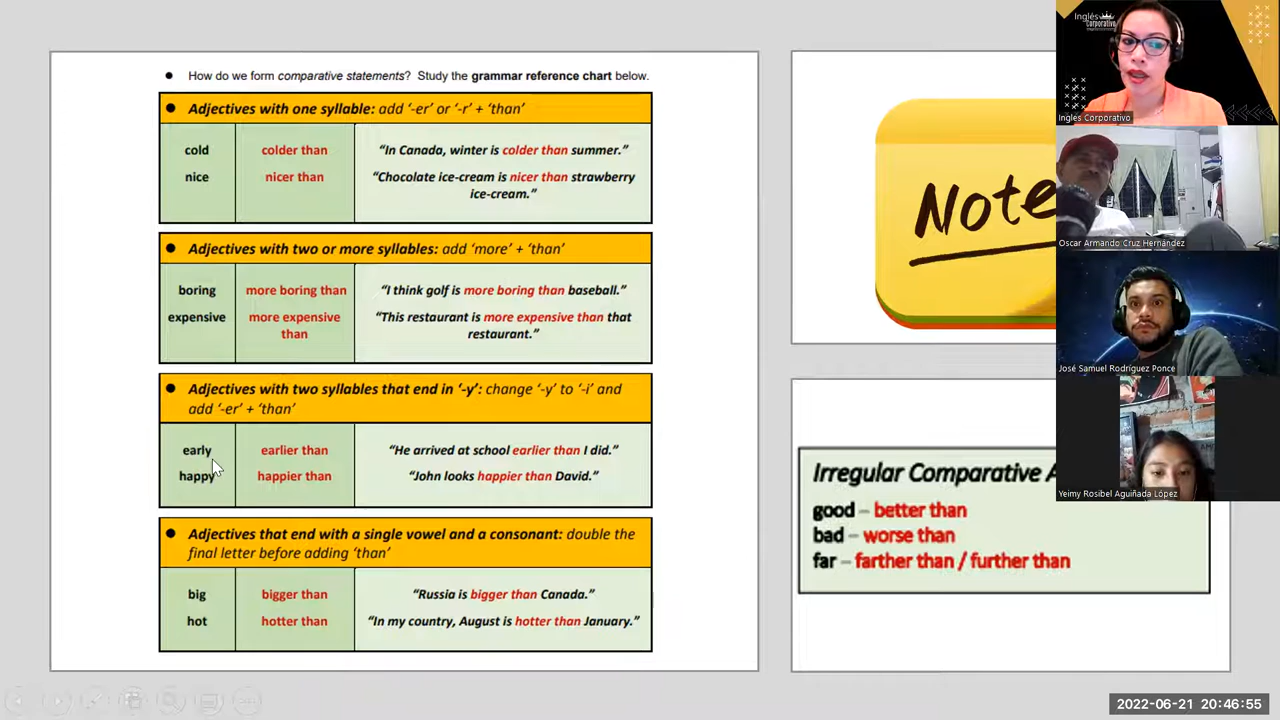 How do we form comparative statements? Study the grammar reference chart below.
Adjectives with one syllable: add '-er' or '-r' + 'than'
cold colder than "In Canada, winter is colder than summer."
nice nicer than "Chocolate ice-cream is nicer than strawberry
ice-cream."
Adjectives with two or more syllables: add 'more' + 'than'
boring more boring than "I think golf is more boring than baseball."
expensive more expensive "This restaurant is more expensive than that
than restaurant."
Adjectives with two syllables that end in '-y': change '-y' to '-i' and
add '-er' + 'than'
early earlier than "He arrived at school earlier than I did."
happy happier than "John looks happier than David."
Adjectives that end with a single vowel and a consonant: double the
final letter before adding 'than'
big bigger than "Russia is bigger than Canada."
hot hotter than "In my country, August is hotter than January."
Note
Irregular Comparative A
good – better than
bad – worse than
far – farther than / further than
Inglés
Corporativo
Ingles Corporativo
Oscar Armando Cruz Hernández
José Samuel Rodríguez Ponce
Yeimy Rosibel Aguiñada López
2022-06-21 20:46:55